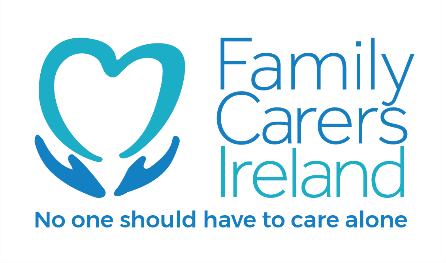 Family
Carers
Ireland
No one should have to care alone